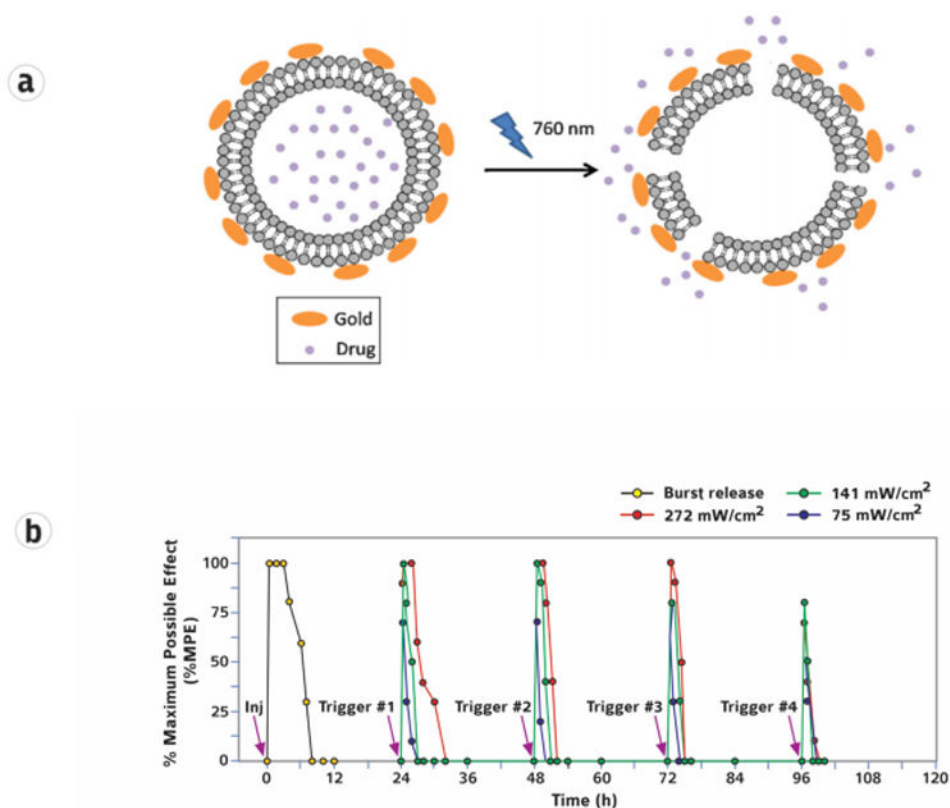 a
760 nm
Gold
Drug
b
Burst release
272 mW/cm²
141 mW/cm²
75 mW/cm²
% Maximum Possible Effect
(%MPE)
100
75
50
25
0
Inj
Trigger #1
Trigger #2
Trigger #3
Trigger #4
0
12
24
36
48
60
72
84
96
108
120
Time (h)